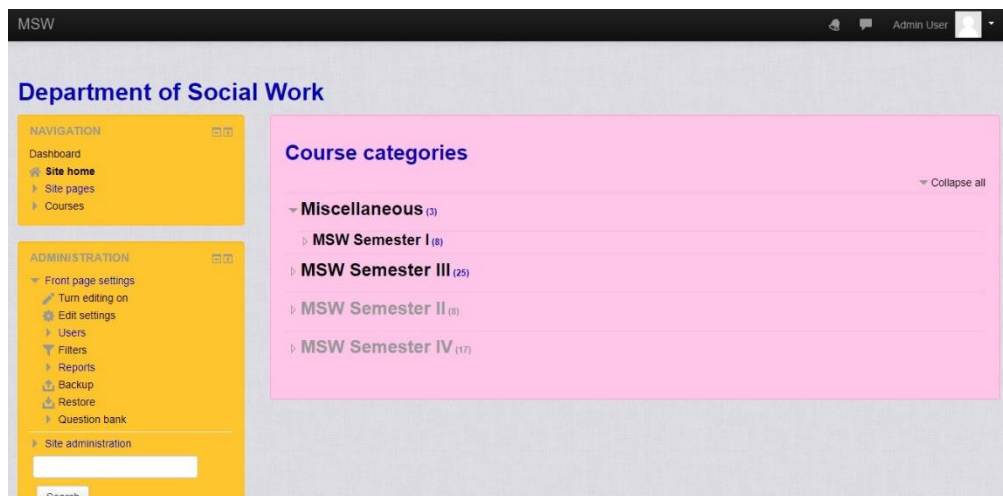 MSW
Admin User
Department of Social Work
NAVIGATION
Dashboard
Site home
Site pages
Courses
ADMINISTRATION
Front page settings
Turn editing on
Edit settings
Users
Filters
Reports
Backup
Restore
Question bank
Site administration
Search
Course categories
Collapse all
Miscellaneous (3)
MSW Semester I (8)
MSW Semester III (25)
MSW Semester II (8)
MSW Semester IV (17)